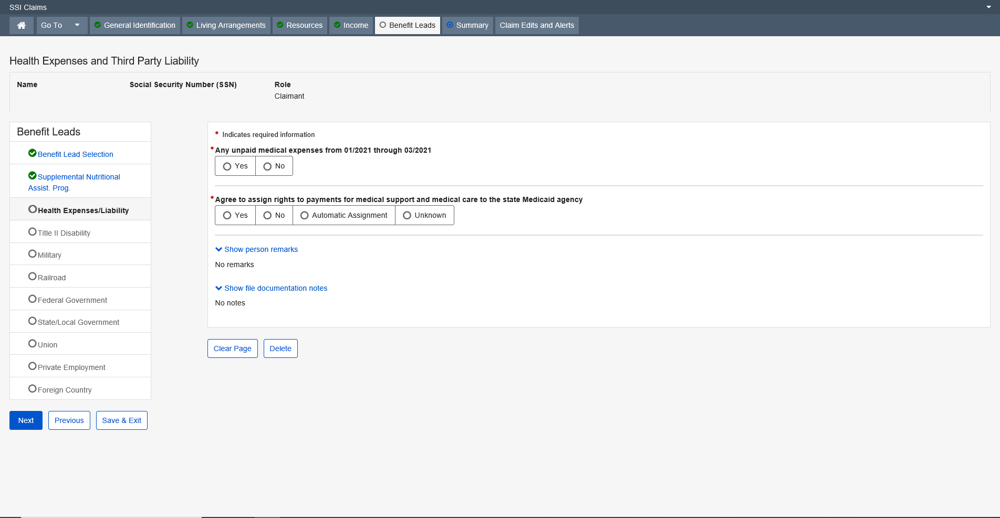 SSI Claims
Go To General Identification Living Arrangements Resources Income Benefit Leads Summary Claim Edits and Alerts
Health Expenses and Third Party Liability
Name Social Security Number (SSN) Role
Claimant
Benefit Leads
Benefit Lead Selection
Supplemental Nutritional
Assist. Prog.
Health Expenses/Liability
Title II Disability
Military
Railroad
Federal Government
State/Local Government
Union
Private Employment
Foreign Country
Next Previous Save & Exit
* Indicates required information
*Any unpaid medical expenses from 01/2021 through 03/2021
Yes No
*Agree to assign rights to payments for medical support and medical care to the state Medicaid agency
Yes No Automatic Assignment Unknown
Show person remarks
No remarks
Show file documentation notes
No notes
Clear Page Delete